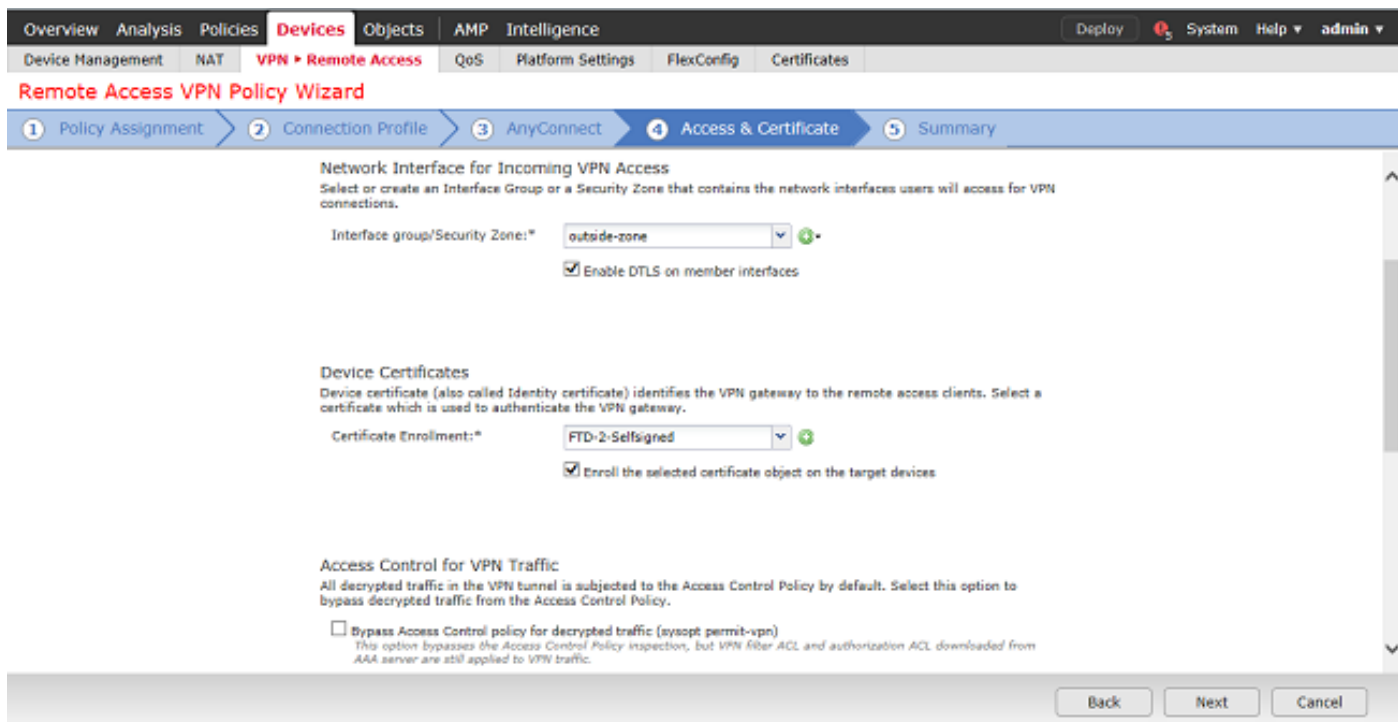 Overview Analysis Policies Devices Objects AMP Intelligence Deploy 5 System Help ▾ admin ▾
Device Management NAT VPN ▸ Remote Access QoS Platform Settings FlexConfig Certificates
Remote Access VPN Policy Wizard
1 Policy Assignment 2 Connection Profile 3 AnyConnect 4 Access & Certificate 5 Summary
Network Interface for Incoming VPN Access
Select or create an Interface Group or a Security Zone that contains the network interfaces users will access for VPN
connections.
Interface group/Security Zone:* outside-zone
Enable DTLS on member interfaces
Device Certificates
Device certificate (also called Identity certificate) identifies the VPN gateway to the remote access clients. Select a
certificate which is used to authenticate the VPN gateway.
Certificate Enrollment:* FTD-2-Selfsigned
Enroll the selected certificate object on the target devices
Access Control for VPN Traffic
All decrypted traffic in the VPN tunnel is subjected to the Access Control Policy by default. Select this option to
bypass decrypted traffic from the Access Control Policy.
Bypass Access Control policy for decrypted traffic (sysopt permit-vpn)
This option bypasses the Access Control Policy inspection, but VPN filter ACL and authorization ACL downloaded from
AAA server are still applied to VPN traffic.
Back Next Cancel